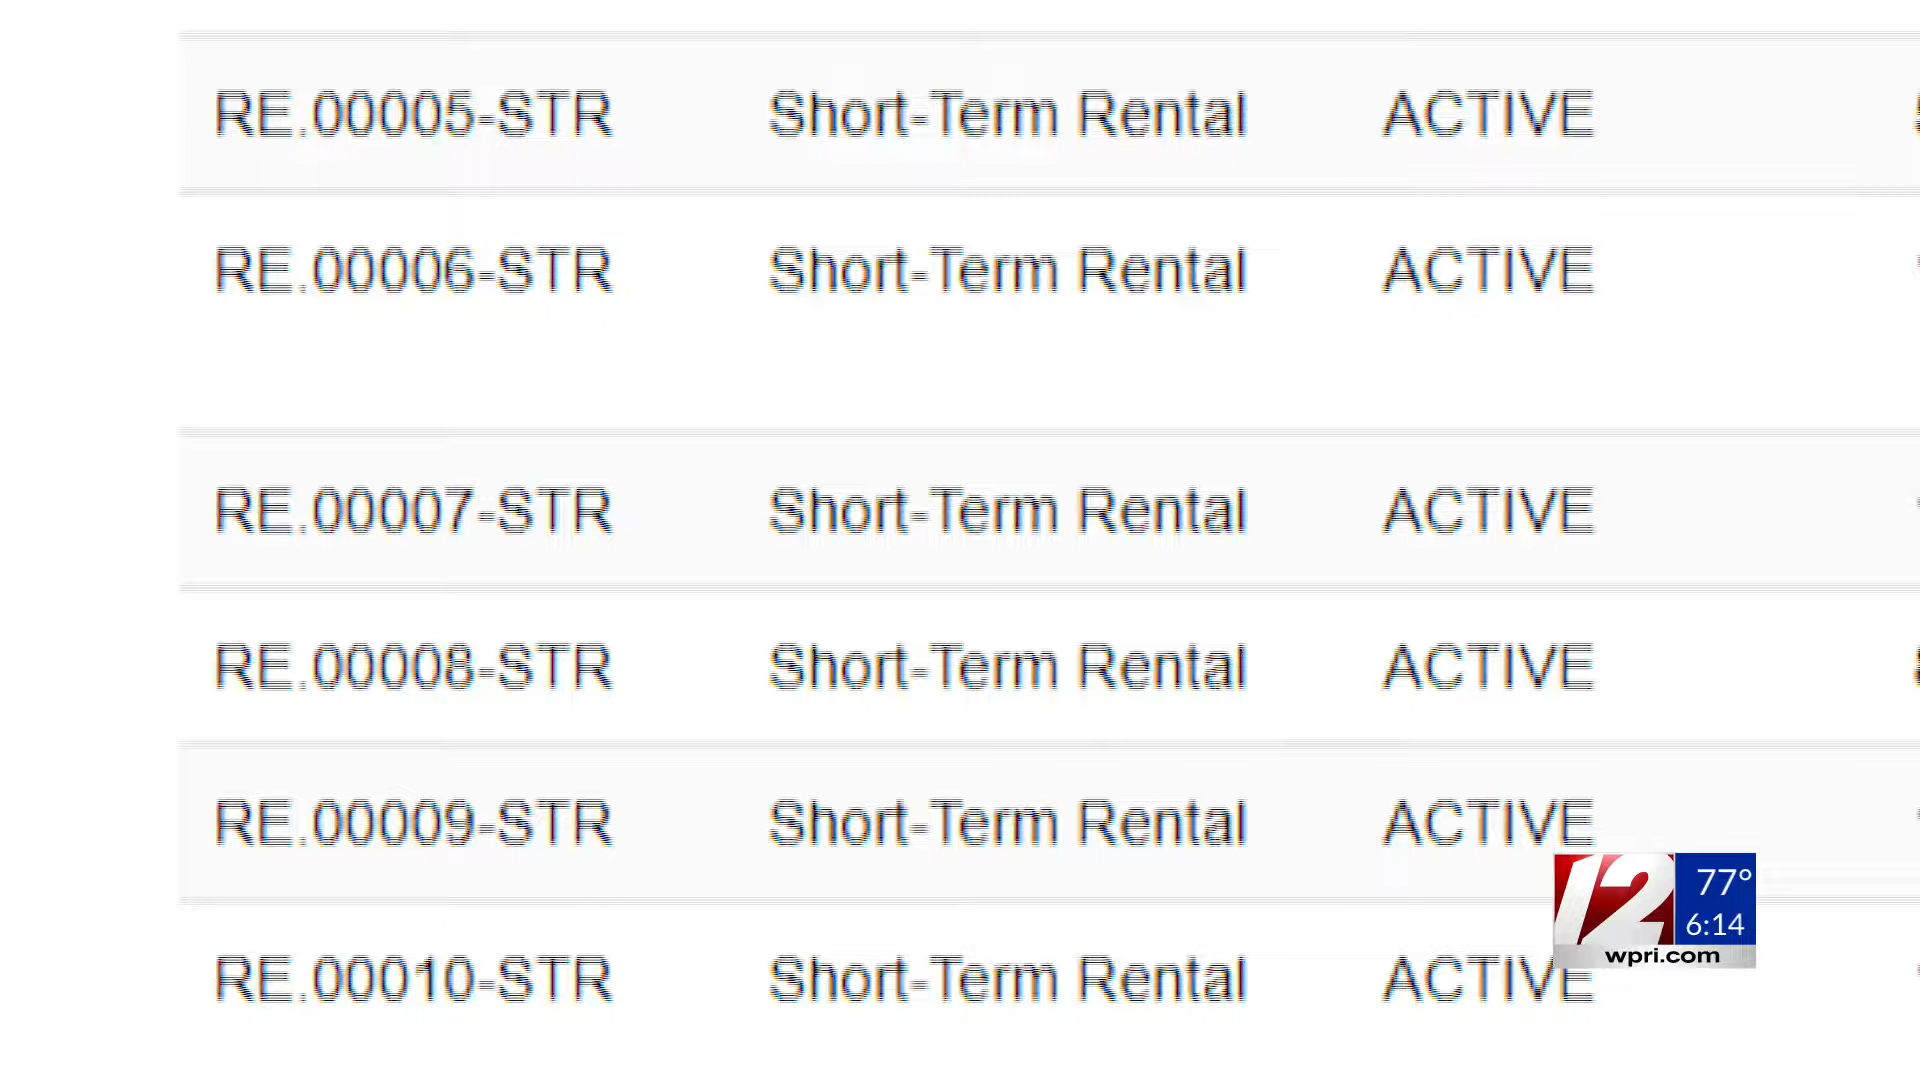 RE.00005-STR Short-Term Rental ACTIVE
RE.00006-STR Short-Term Rental ACTIVE
RE.00007-STR Short-Term Rental ACTIVE
RE.00008-STR Short-Term Rental ACTIVE
RE.00009-STR Short-Term Rental ACTIVE
12 77°
6:14
wpri.com
RE.00010-STR Short-Term Rental ACTIVE